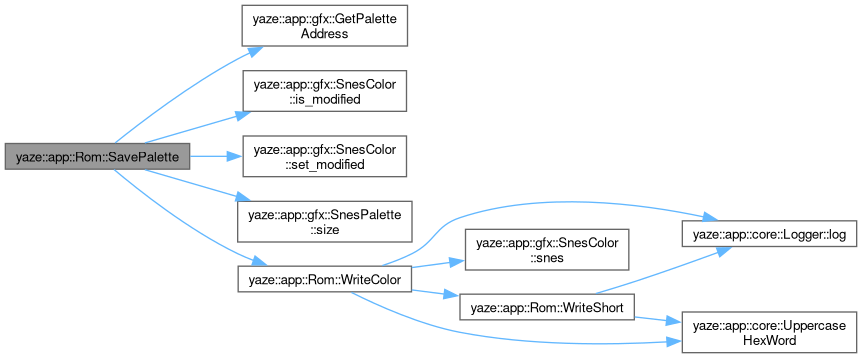 yaze::app::gfx::GetPalette
Address
yaze::app::gfx::SnesColor
::is_modified
yaze::app::Rom::SavePalette
yaze::app::gfx::SnesColor
::set_modified
yaze::app::gfx::SnesPalette
::size
yaze::app::Rom::WriteColor
yaze::app::gfx::SnesColor
::snes
yaze::app::Rom::WriteShort
yaze::app::core::Logger::log
yaze::app::core::Uppercase
HexWord